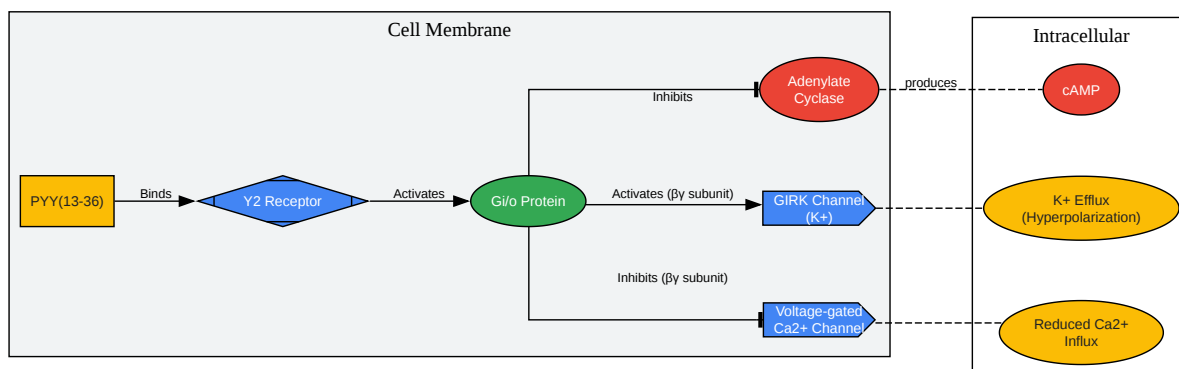 Cell Membrane
Intracellular
Adenylate
Cyclase
produces
cAMP
Inhibits
PYY(13-36)
Binds
Y2 Receptor
Activates
Gi/o Protein
Activates (βγ subunit)
GIRK Channel
(K+)
K+ Efflux
(Hyperpolarization)
Inhibits (βγ subunit)
Voltage-gated
Ca2+ Channel
Reduced Ca2+
Influx